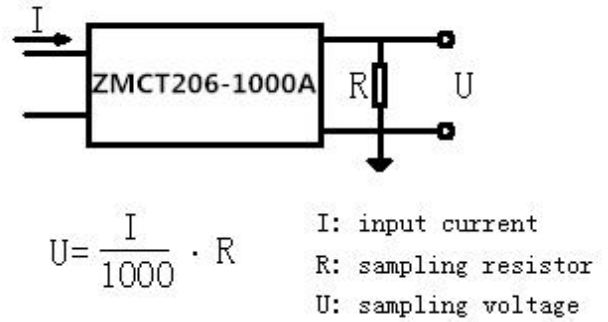 I
ZMCT206-1000A
R
U
U= I/1000 · R
I: input current
R: sampling resistor
U: sampling voltage